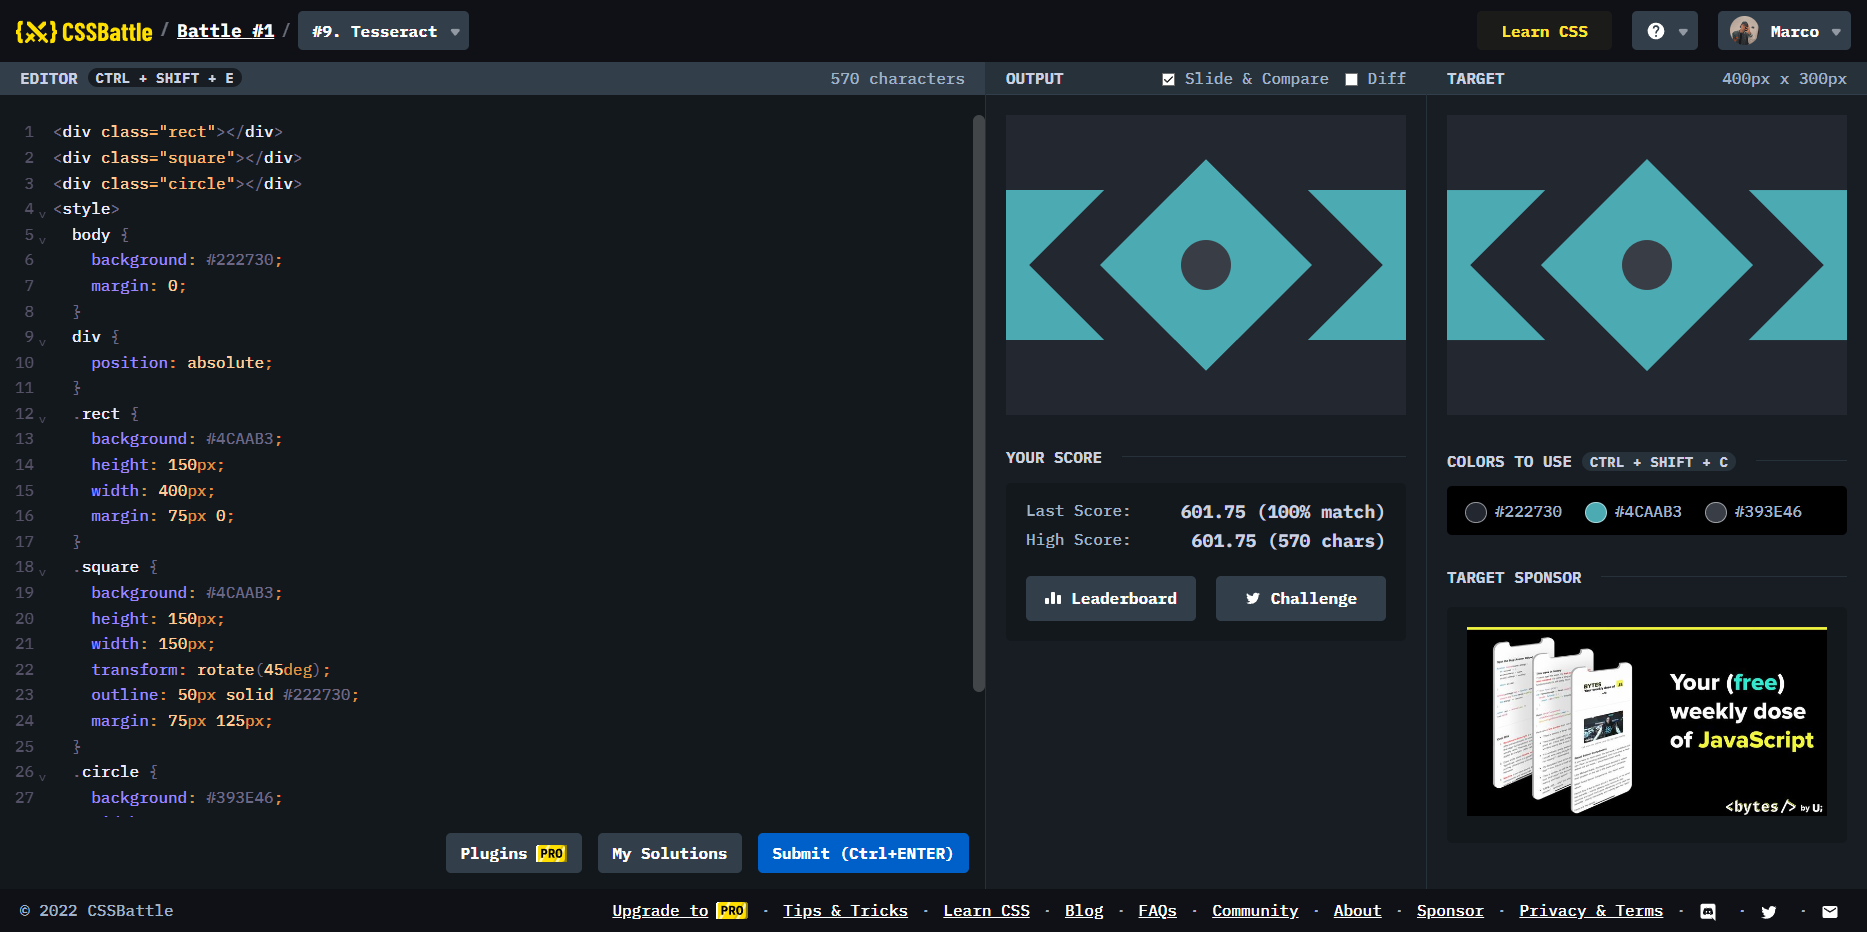 {X} CSSBattle / Battle #1 / #9. Tesseract
Learn CSS
?
Marco
EDITOR CTRL + SHIFT + E
570 characters
OUTPUT
Slide & Compare
Diff
TARGET
400px x 300px
1 <div class="rect"></div>
2 <div class="square"></div>
3 <div class="circle"></div>
4 <style>
5 body {
6 background: #222730;
7 margin: 0;
8 }
9 div {
10 position: absolute;
11 }
12 .rect {
13 background: #4CAAB3;
14 height: 150px;
15 width: 400px;
16 margin: 75px 0;
17 }
18 .square {
19 background: #4CAAB3;
20 height: 150px;
21 width: 150px;
22 transform: rotate(45deg);
23 outline: 50px solid #222730;
24 margin: 75px 125px;
25 }
26 .circle {
27 background: #393E46;
Plugins PRO
My Solutions
Submit (Ctrl+ENTER)
YOUR SCORE
Last Score: 601.75 (100% match)
High Score: 601.75 (570 chars)
Leaderboard
Challenge
COLORS TO USE CTRL + SHIFT + C
#222730
#4CAAB3
#393E46
TARGET SPONSOR
BYTES
Your (free)
weekly dose
of JavaScript
<bytes/> by U;
© 2022 CSSBattle
Upgrade to PRO · Tips & Tricks · Learn CSS · Blog · FAQs · Community · About · Sponsor · Privacy & Terms